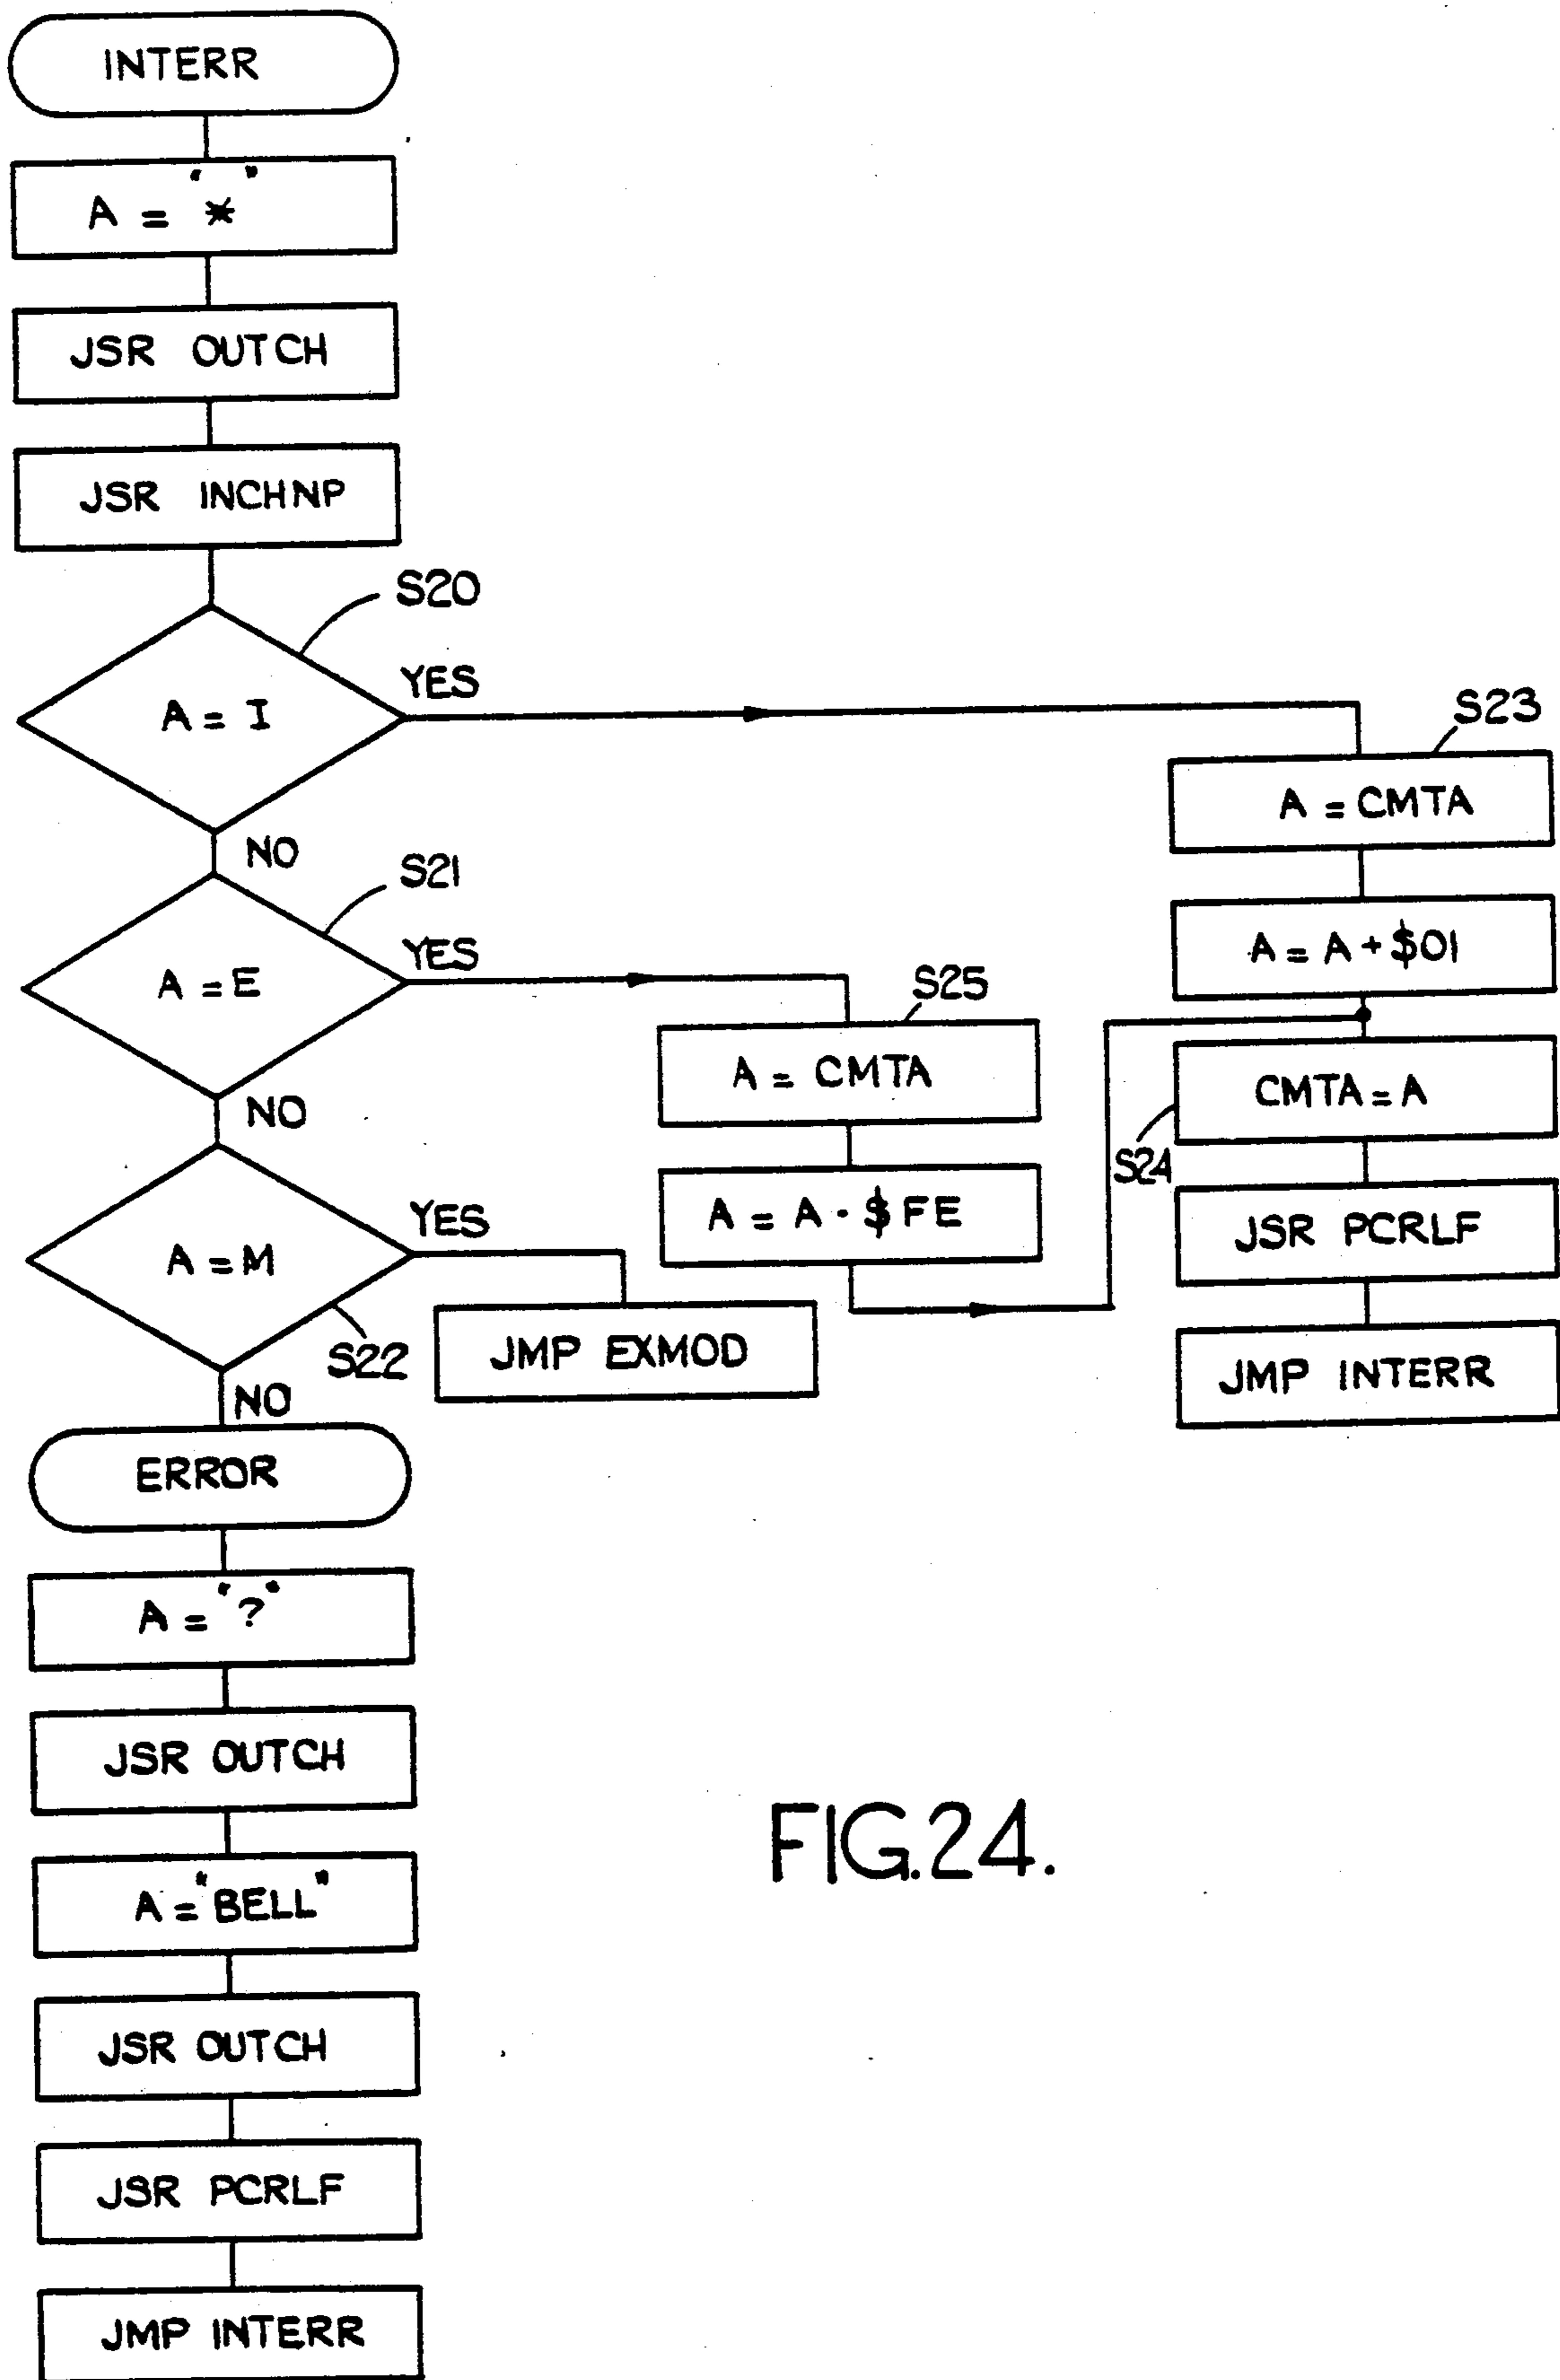 INTERR
A = "*"
JSR OUTCH
JSR INCHNP
S20
A = I
YES
NO
S21
A = E
YES
NO
A = M
YES
S22
NO
JMP EXMOD
S25
A = CMTA
A = A · $FE
S23
A = CMTA
A = A + $01
CMTA = A
S24
JSR PCRLF
JMP INTERR
ERROR
A = "?"
JSR OUTCH
A = "BELL"
JSR OUTCH
JSR PCRLF
JMP INTERR
FIG.24.